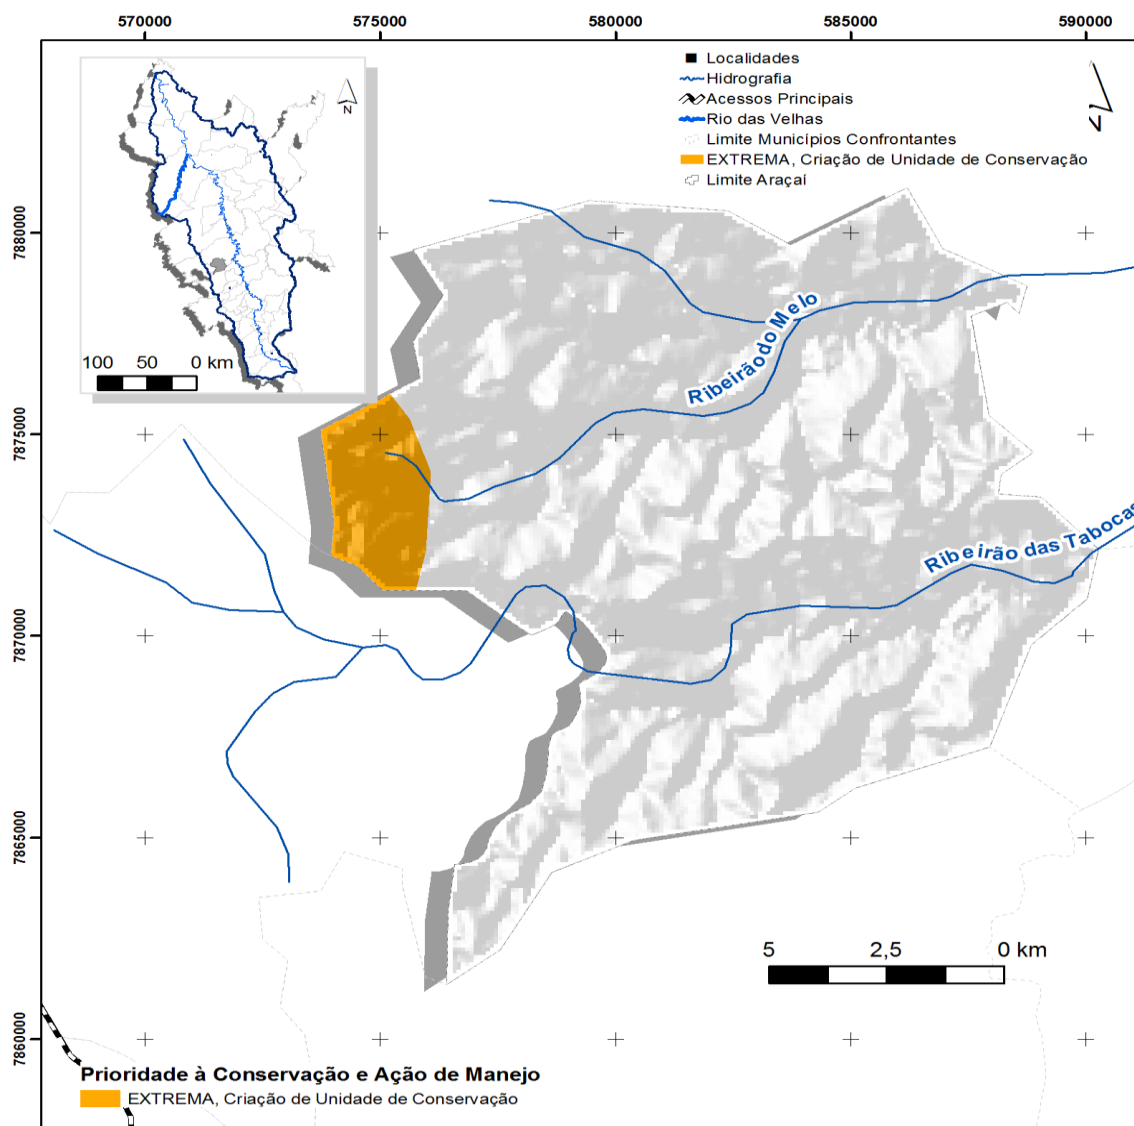 570000
575000
580000
585000
590000
Localidades
Hidrografia
Acessos Principais
Rio das Velhas
Limite Municípios Confrontantes
EXTREMA, Criação de Unidade de Conservação
Limite Araçaí
N
N
100 50 0 km
7880000
7875000
7870000
7865000
7860000
Ribeirão do Melo
Ribeirão das Tabocas
5 2,5 0 km
Prioridade à Conservação e Ação de Manejo
EXTREMA, Criação de Unidade de Conservação